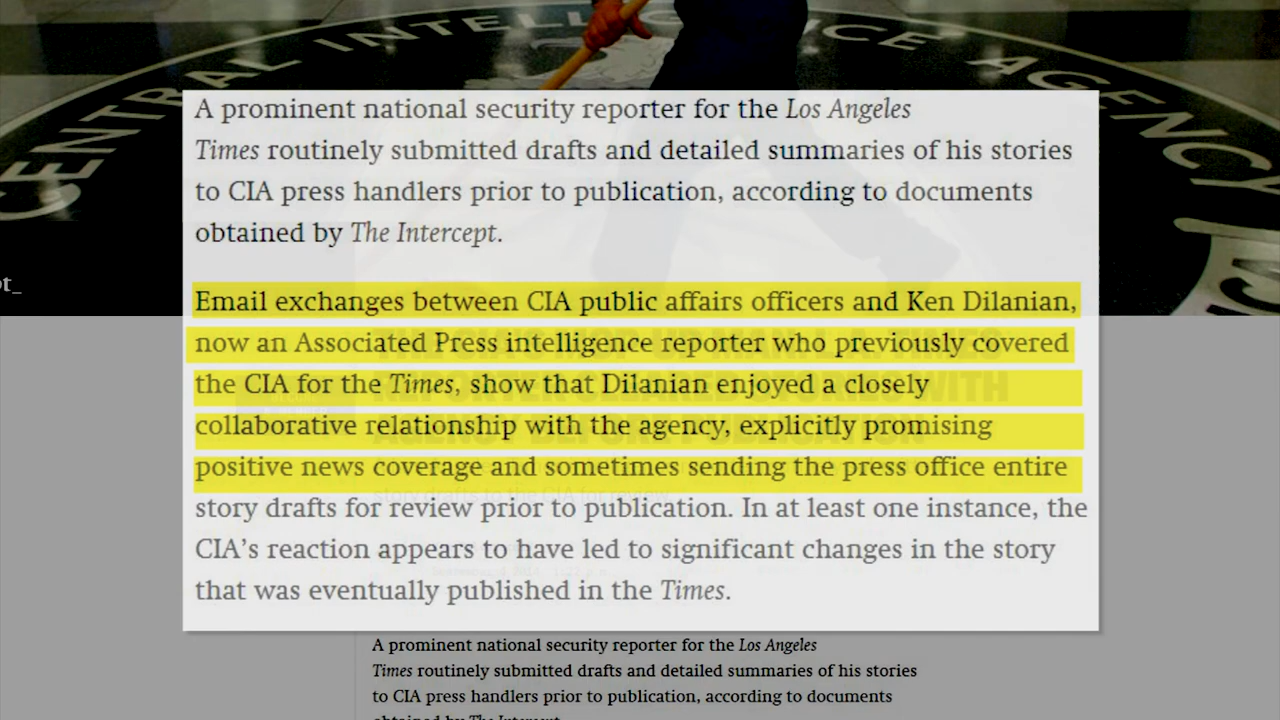 CENTRAL INTELLIGENCE AGENCY
A prominent national security reporter for the Los Angeles
Times routinely submitted drafts and detailed summaries of his stories
to CIA press handlers prior to publication, according to documents
obtained by The Intercept.
Email exchanges between CIA public affairs officers and Ken Dilanian,
now an Associated Press intelligence reporter who previously covered
the CIA for the Times, show that Dilanian enjoyed a closely
collaborative relationship with the agency, explicitly promising
positive news coverage and sometimes sending the press office entire
story drafts for review prior to publication. In at least one instance, the
CIA’s reaction appears to have led to significant changes in the story
that was eventually published in the Times.
A prominent national security reporter for the Los Angeles
Times routinely submitted drafts and detailed summaries of his stories
to CIA press handlers prior to publication, according to documents
obtained by The Intercept